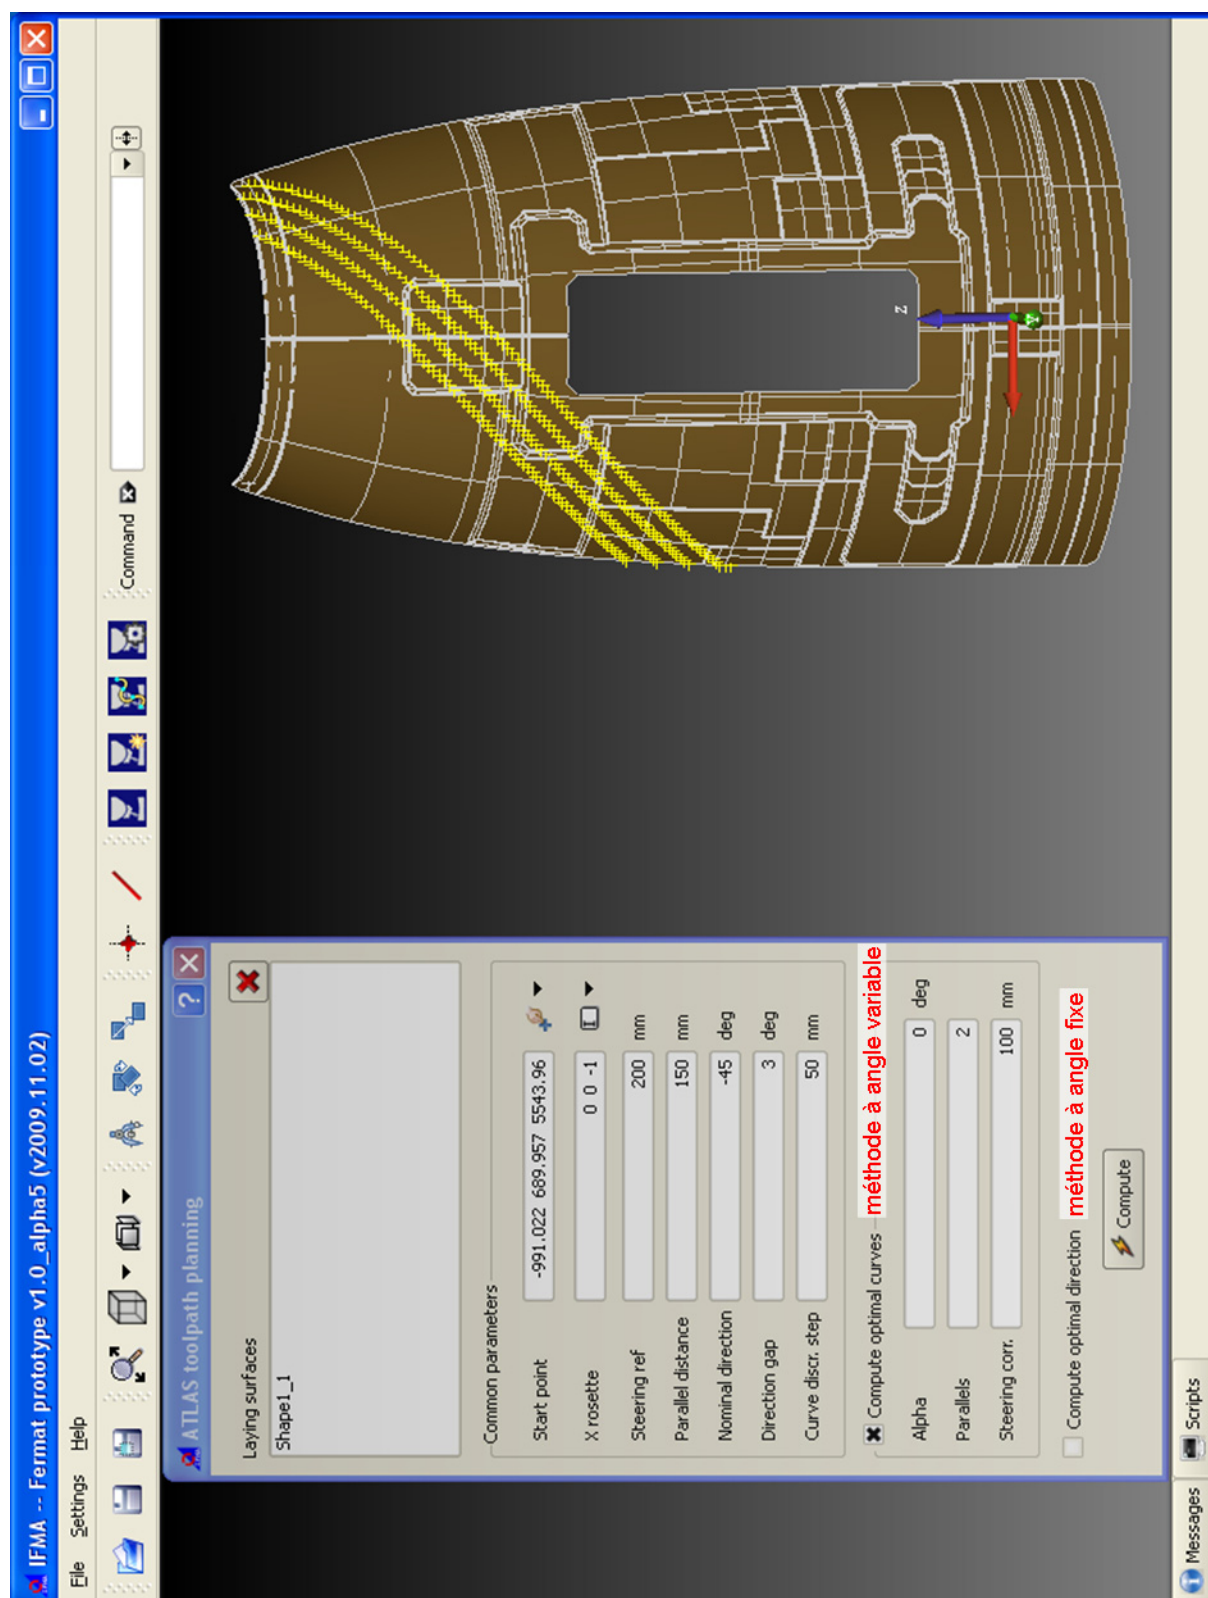 IFMA -- Fermat prototype v1.0_alpha5 (v2009.11.02)
File Settings Help
Command
ATLAS toolpath planning
Laying surfaces
Shape1_1
Common parameters
Start point -991.022 689.957 5543.96
X rosette 0 0 -1
Steering ref 200 mm
Parallel distance 150 mm
Nominal direction -45 deg
Direction gap 3 deg
Curve discr. step 50 mm
Compute optimal curves méthode à angle variable
Alpha 0 deg
Parallels 2
Steering corr. 100 mm
Compute optimal direction méthode à angle fixe
Compute
Z
Messages Scripts